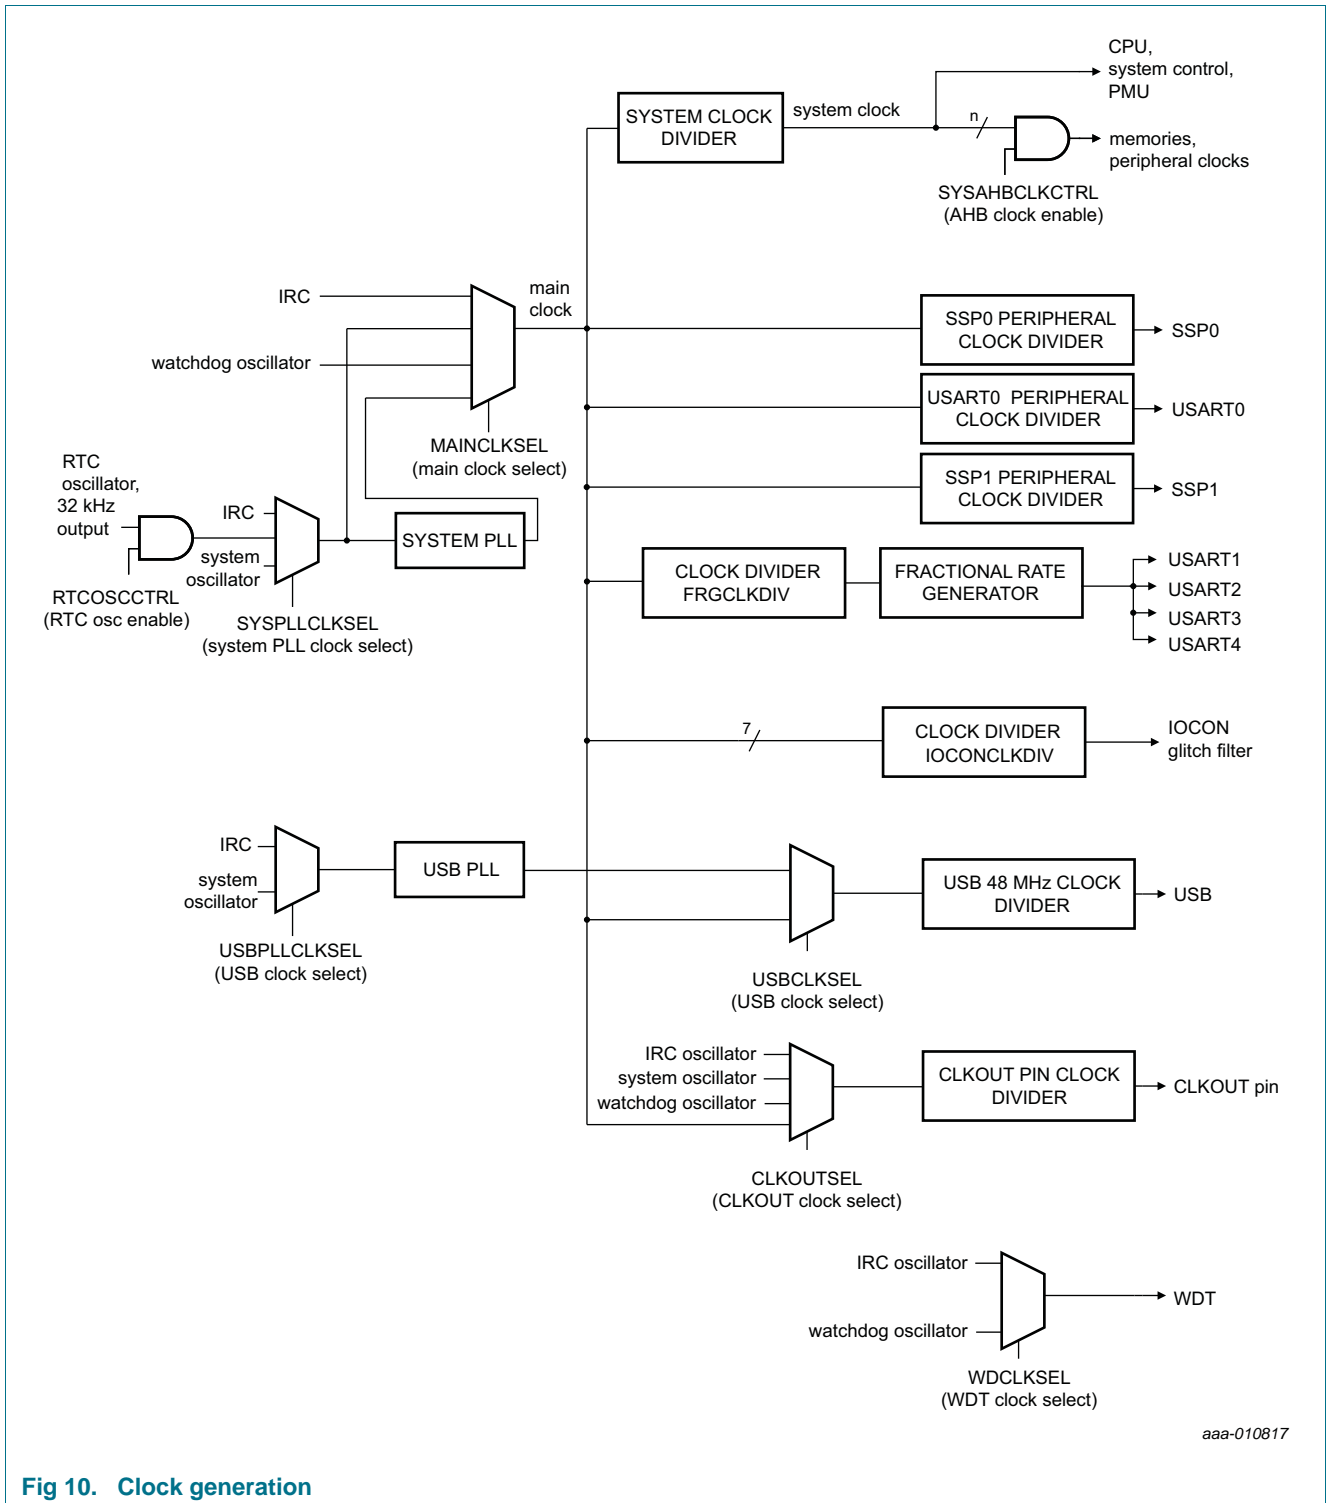 CPU,
system control,
PMU
SYSTEM CLOCK
DIVIDER
system clock
n
memories,
peripheral clocks
SYSAHBCLKCTRL
(AHB clock enable)
IRC
main
clock
watchdog oscillator
MAINCLKSEL
(main clock select)
SSP0 PERIPHERAL
CLOCK DIVIDER
SSP0
USART0 PERIPHERAL
CLOCK DIVIDER
USART0
SSP1 PERIPHERAL
CLOCK DIVIDER
SSP1
RTC
oscillator,
32 kHz
output
IRC
system
oscillator
SYSTEM PLL
RTCOSCCTRL
(RTC osc enable)
SYSPLLCLKSEL
(system PLL clock select)
CLOCK DIVIDER
FRGCLKDIV
FRACTIONAL RATE
GENERATOR
USART1
USART2
USART3
USART4
7
CLOCK DIVIDER
IOCONCLKDIV
IOCON
glitch filter
IRC
system
oscillator
USB PLL
USBPLLCLKSEL
(USB clock select)
USB 48 MHz CLOCK
DIVIDER
USB
USBCLKSEL
(USB clock select)
IRC oscillator
system oscillator
watchdog oscillator
CLKOUT PIN CLOCK
DIVIDER
CLKOUT pin
CLKOUTSEL
(CLKOUT clock select)
IRC oscillator
watchdog oscillator
WDT
WDCLKSEL
(WDT clock select)
aaa-010817
Fig 10. Clock generation